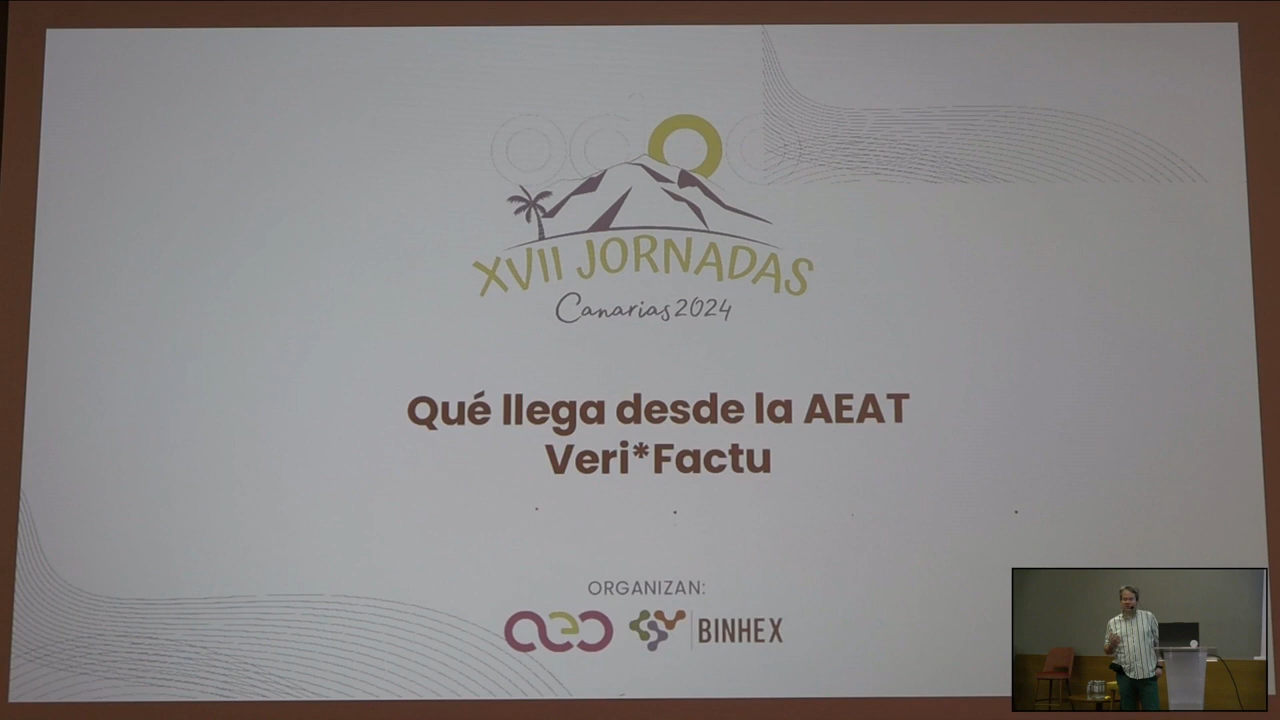 XVII JORNADAS
Canarias 2024
Qué llega desde la AEAT
Veri*Factu
ORGANIZAN:
aeo
BINHEX